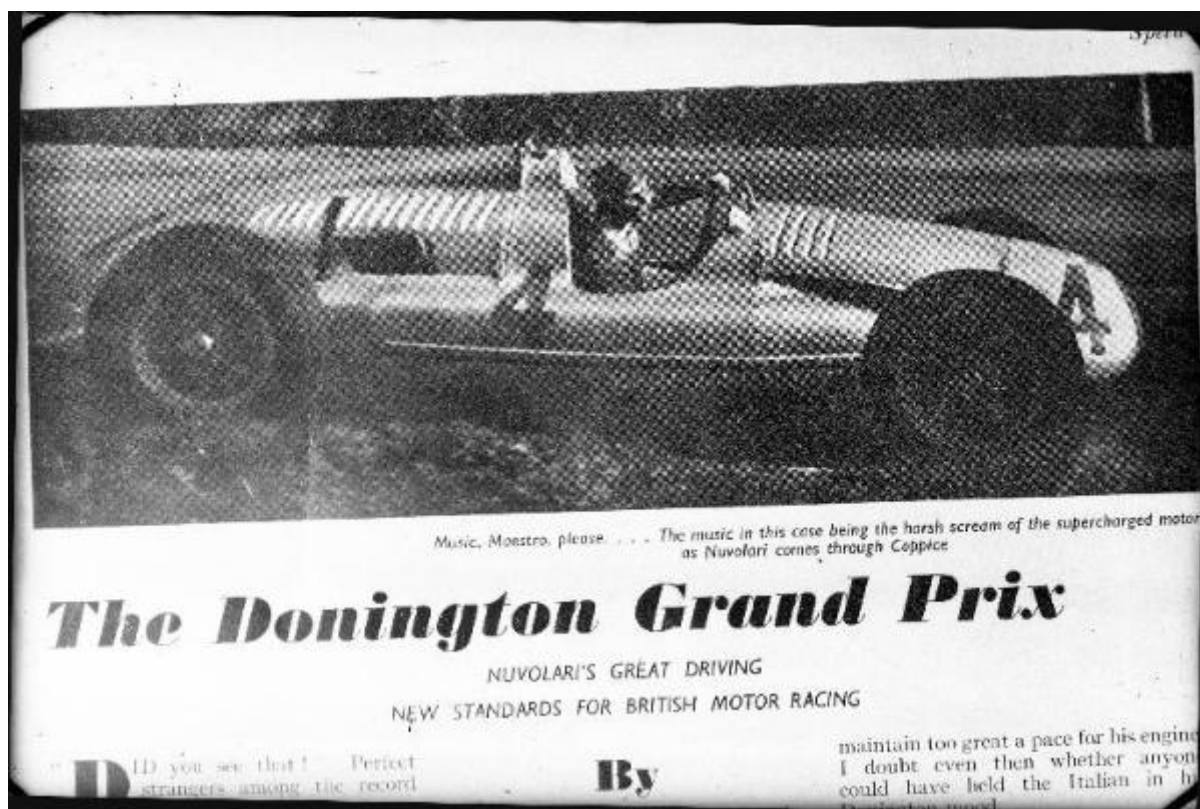 4
Music, Maestro, please. . . . The music in this case being the harsh scream of the supercharged motor
as Nuvolari comes through Coppice
The Donington Grand Prix
NUVOLARI'S GREAT DRIVING
NEW STANDARDS FOR BRITISH MOTOR RACING
"DID you see that! Perfect
strangers among the record
By
maintain too great a pace for his engine
I doubt even then whether anyon
could have held the Italian in h